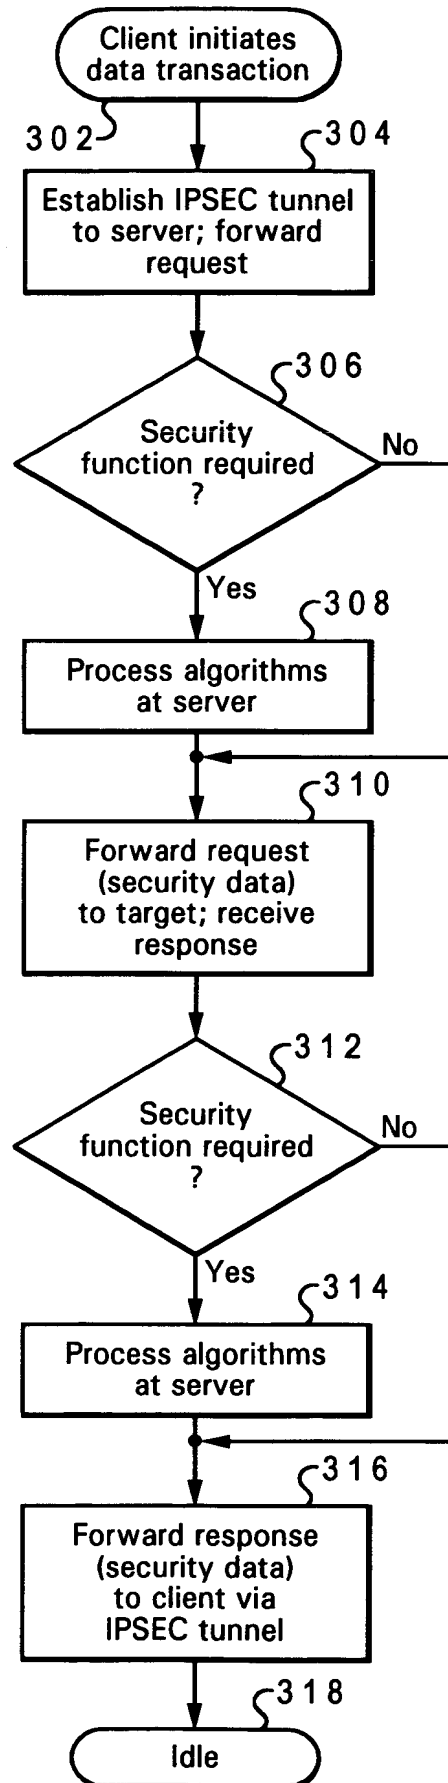 Client initiates
data transaction
302
304
Establish IPSEC tunnel
to server; forward
request
306
Security
function required
?
No
Yes
308
Process algorithms
at server
310
Forward request
(security data)
to target; receive
response
312
Security
function required
?
No
Yes
314
Process algorithms
at server
316
Forward response
(security data)
to client via
IPSEC tunnel
318
Idle